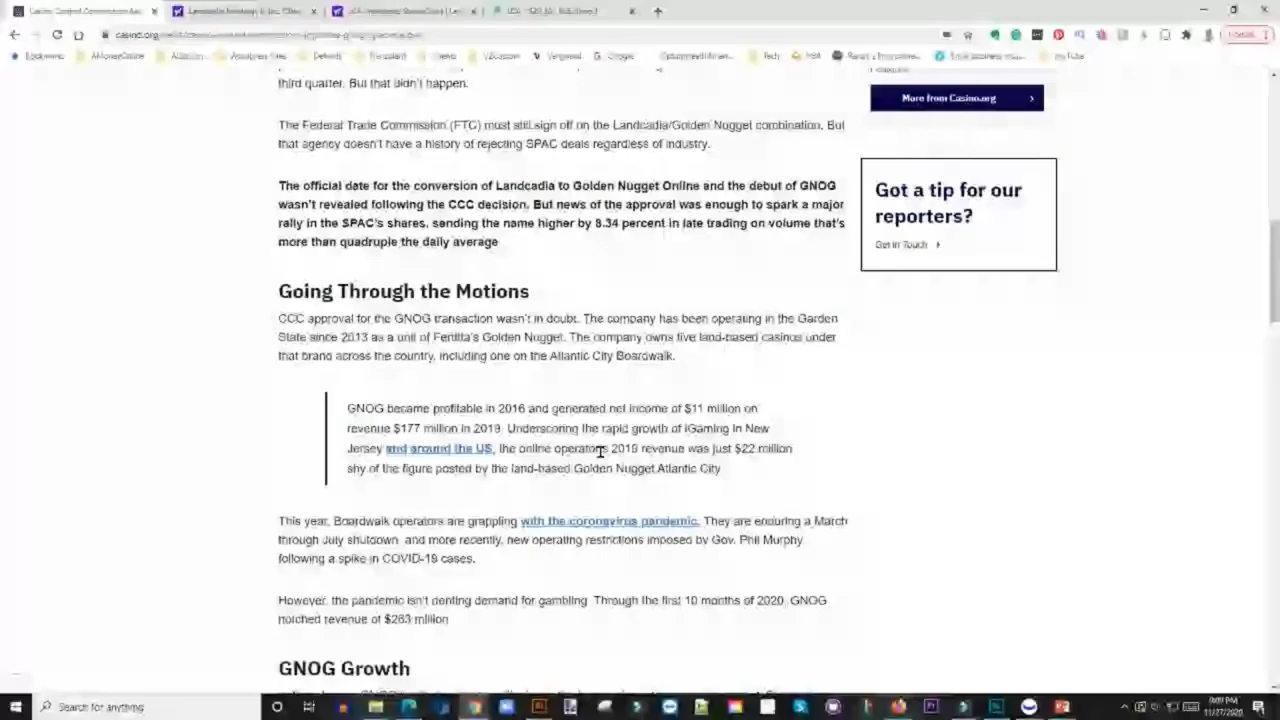 casino.org
Vanguard
Tech
third quarter. But that didn't happen.
More from Casino.org
The Federal Trade Commission (FTC) must still sign off on the Landcadia/Golden Nugget combination. But
that agency doesn't have a history of rejecting SPAC deals regardless of industry.
Got a tip for our
reporters?
Get in Touch
The official date for the conversion of Landcadia to Golden Nugget Online and the debut of GNOG
wasn't revealed following the CCC decision. But news of the approval was enough to spark a major
rally in the SPAC's shares, sending the name higher by 8.34 percent in late trading on volume that's
more than quadruple the daily average
Going Through the Motions
CCC approval for the GNOG transaction wasn't in doubt. The company has been operating in the Garden
State since 2013 as a unit of Fertitta's Golden Nugget. The company owns five land-based casinos under
that brand across the country, including one on the Atlantic City Boardwalk.
GNOG became profitable in 2016 and generated net income of $11 million on
revenue $177 million in 2019. Underscoring the rapid growth of iGaming in New
Jersey and around the US, the online operators 2019 revenue was just $22 million
shy of the figure posted by the land-based Golden Nugget Atlantic City
This year, Boardwalk operators are grappling with the coronavirus pandemic. They are enduring a March
through July shutdown, and more recently, new operating restrictions imposed by Gov. Phil Murphy
following a spike in COVID-19 cases.
However, the pandemic isn't denting demand for gambling. Through the first 10 months of 2020, GNOG
notched revenue of $263 million
GNOG Growth
Search for anything
11/27/2020